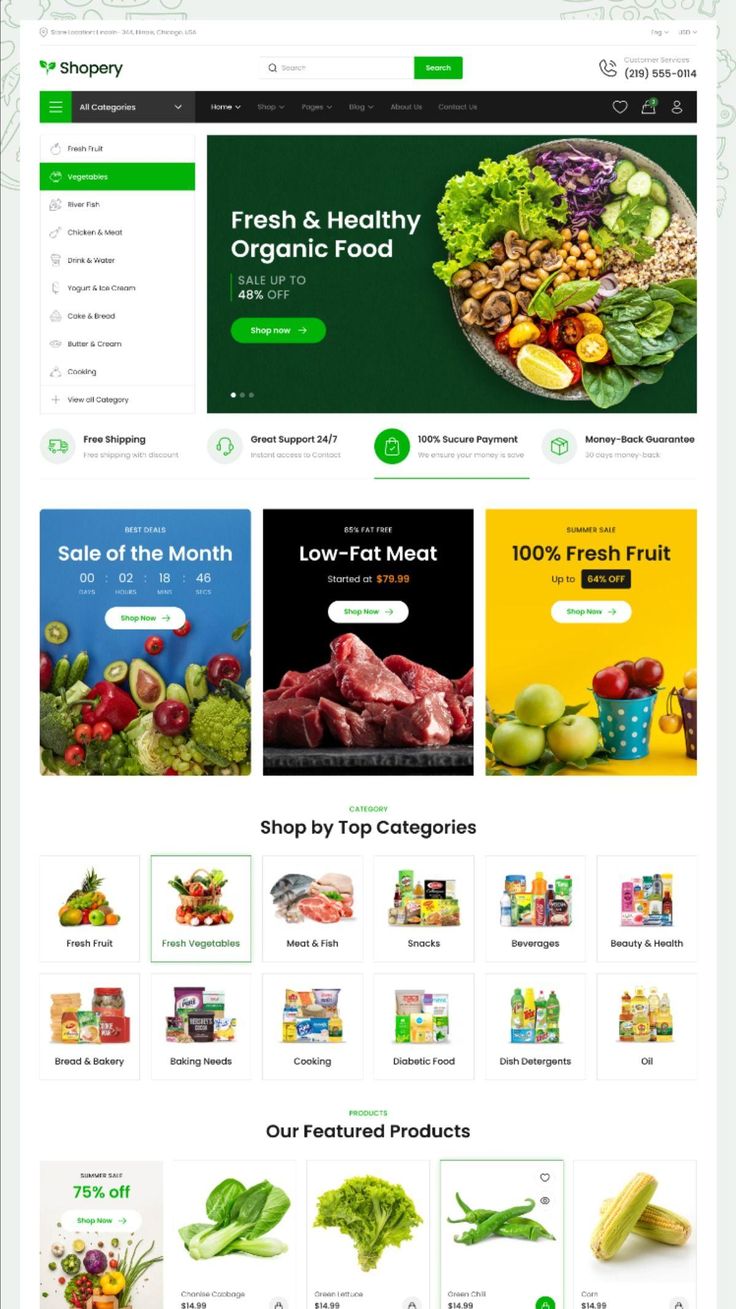 Store Location: Lincoln- 344, Illinois, Chicago, USA
Eng
USD
Shopery
Search
Search
Customer Services
(219) 555-0114
All Categories
Home
Shop
Pages
Blog
About Us
Contact Us
2
Fresh Fruit
Vegetables
River Fish
Chicken & Meat
Drink & Water
Yogurt & Ice Cream
Cake & Bread
Butter & Cream
Cooking
View all Category
Fresh & Healthy
Organic Food
SALE UP TO
48% OFF
Shop now
Free Shipping
Free shipping with discount
Great Support 24/7
Instant access to Contact
100% Sucure Payment
We ensure your money is save
Money-Back Guarantee
30 days money-back
BEST DEALS
Sale of the Month
00 : 02 : 18 : 46
DAYS HOURS MINS SECS
Shop Now
85% FAT FREE
Low-Fat Meat
Started at $79.99
Shop Now
SUMMER SALE
100% Fresh Fruit
Up to 64% OFF
Shop Now
CATEGORY
Shop by Top Categories
Fresh Fruit
Fresh Vegetables
Meat & Fish
Snacks
Beverages
Beauty & Health
HERSHEY'S
COCOA
Bread & Bakery
Baking Needs
Cooking
Diabetic Food
Dish Detergents
Oil
PRODUCTS
Our Featured Products
SUMMER SALE
75% off
Shop Now
Chanise Cabbage
$14.99
Green Lettuce
$14.99
Green Chili
$14.99
Corn
$14.99